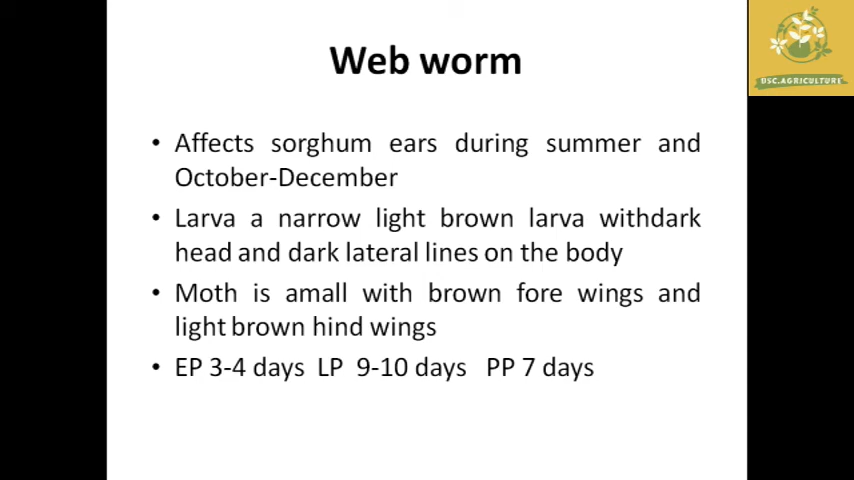 Web worm
DSC.AGRICULTURE
• Affects sorghum ears during summer and
October-December
• Larva a narrow light brown larva withdark
head and dark lateral lines on the body
• Moth is amall with brown fore wings and
light brown hind wings
• EP 3-4 days LP 9-10 days PP 7 days